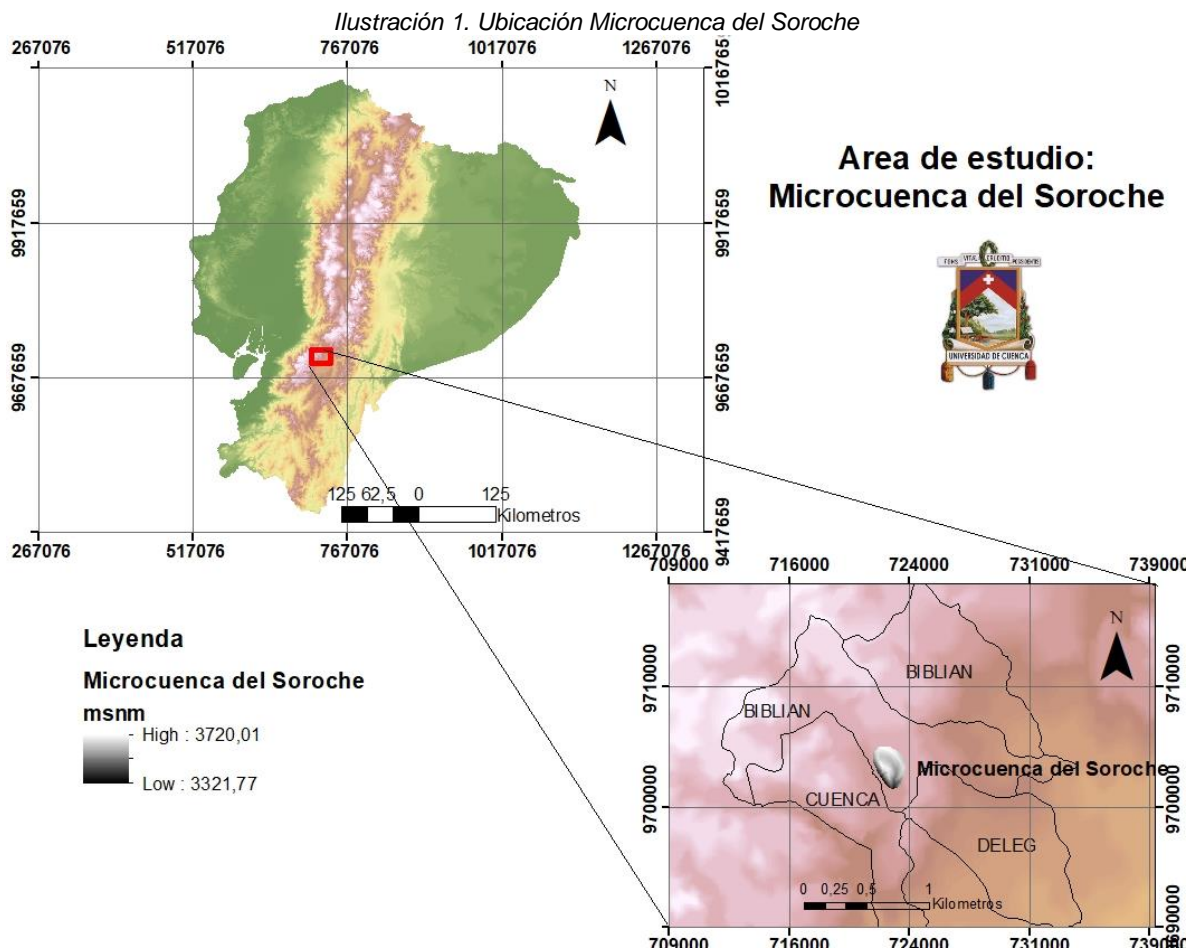 Ilustración 1. Ubicación Microcuenca del Soroche
267076 517076 767076 1017076 1267076
N
9917659 9917659
9667659 9667659
9417659
125 62,5 0 125
Kilometros
267076 517076 767076 1017076 1267076
Area de estudio:
Microcuenca del Soroche
UNIVERSIDAD DE CUENCA
Leyenda
Microcuenca del Soroche
msnm
High : 3720,01
Low : 3321,77
709000 716000 724000 731000 739000
N
9710000 9710000
BIBLIAN
BIBLIAN
Microcuenca del Soroche
CUENCA
9700000 9700000
DELEG
0 0,25 0,5 1
Kilometros
709000 716000 724000 731000